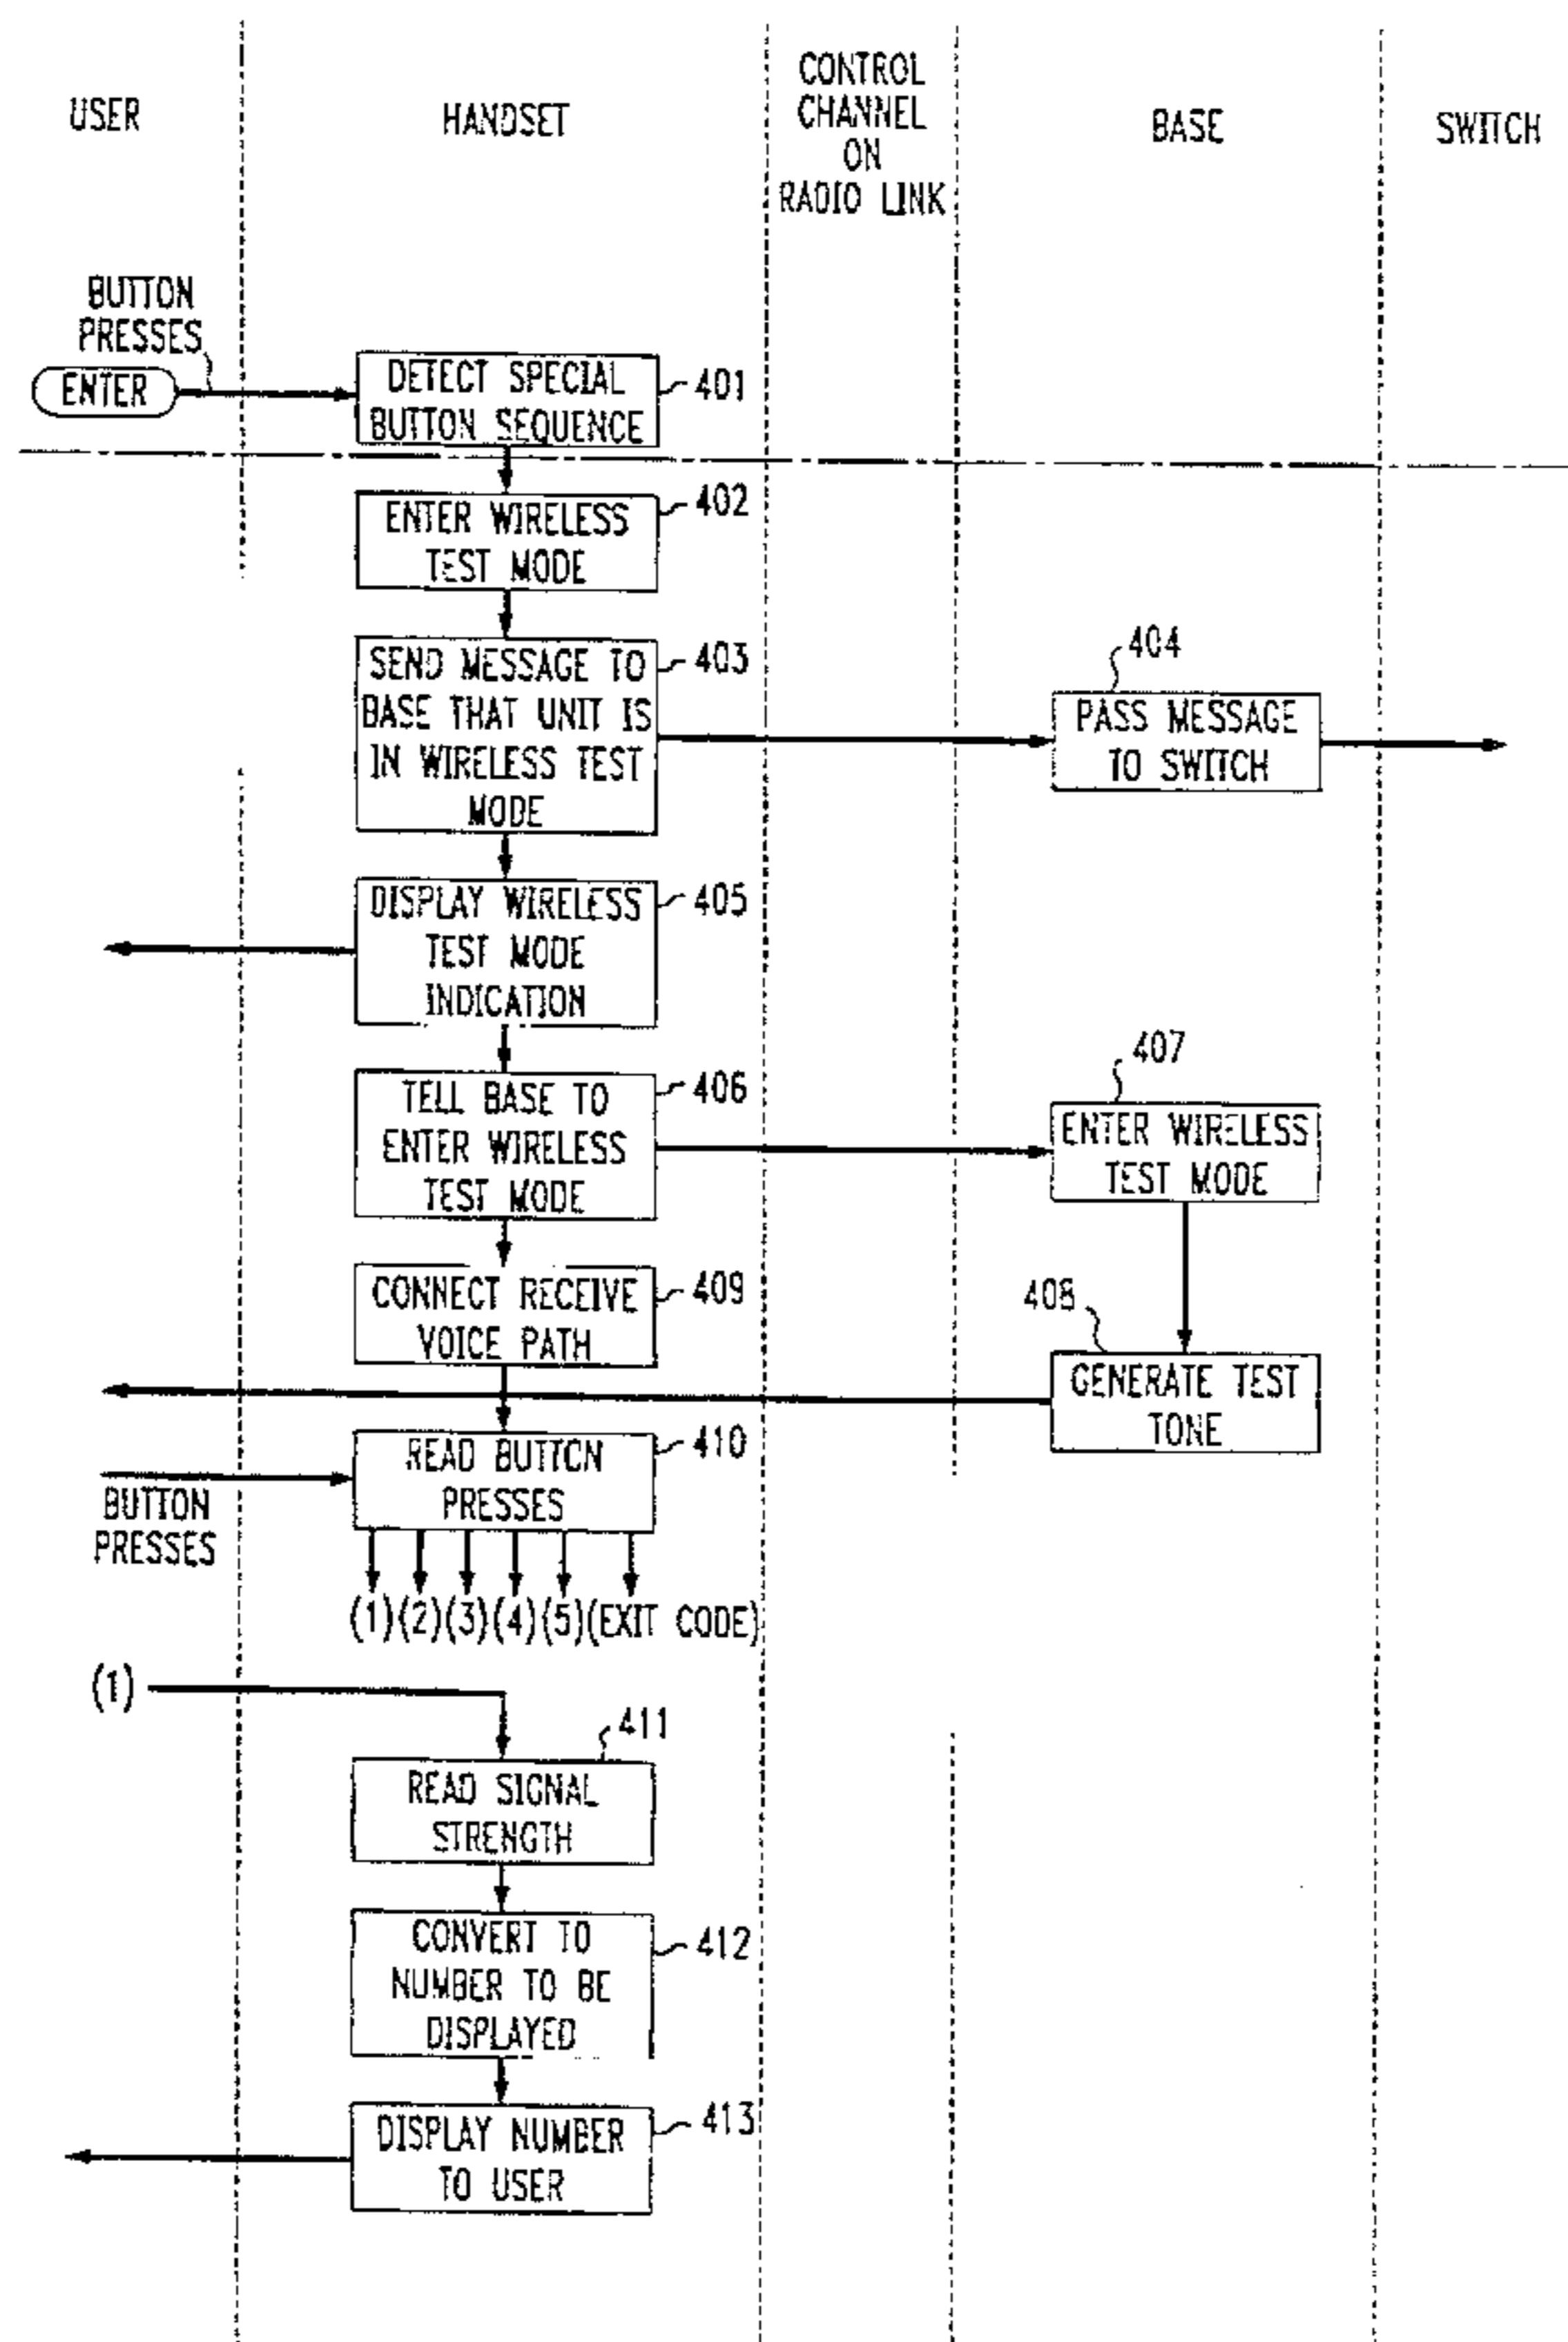 USER
HANDSET
CONTROL
CHANNEL
ON
RADIO LINK
BASE
SWITCH
BUTTON
PRESSES
ENTER
DETECT SPECIAL
BUTTON SEQUENCE
401
ENTER WIRELESS
TEST MODE
402
SEND MESSAGE TO
BASE THAT UNIT IS
IN WIRELESS TEST
MODE
403
404
PASS MESSAGE
TO SWITCH
DISPLAY WIRELESS
TEST MODE
INDICATION
405
TELL BASE TO
ENTER WIRELESS
TEST MODE
406
407
ENTER WIRELESS
TEST MODE
CONNECT RECEIVE
VOICE PATH
409
408
GENERATE TEST
TONE
READ BUTTON
PRESSES
410
BUTTON
PRESSES
(1)(2)(3)(4)(5)(EXIT CODE)
(1)
411
READ SIGNAL
STRENGTH
CONVERT TO
NUMBER TO BE
DISPLAYED
412
DISPLAY NUMBER
TO USER
413